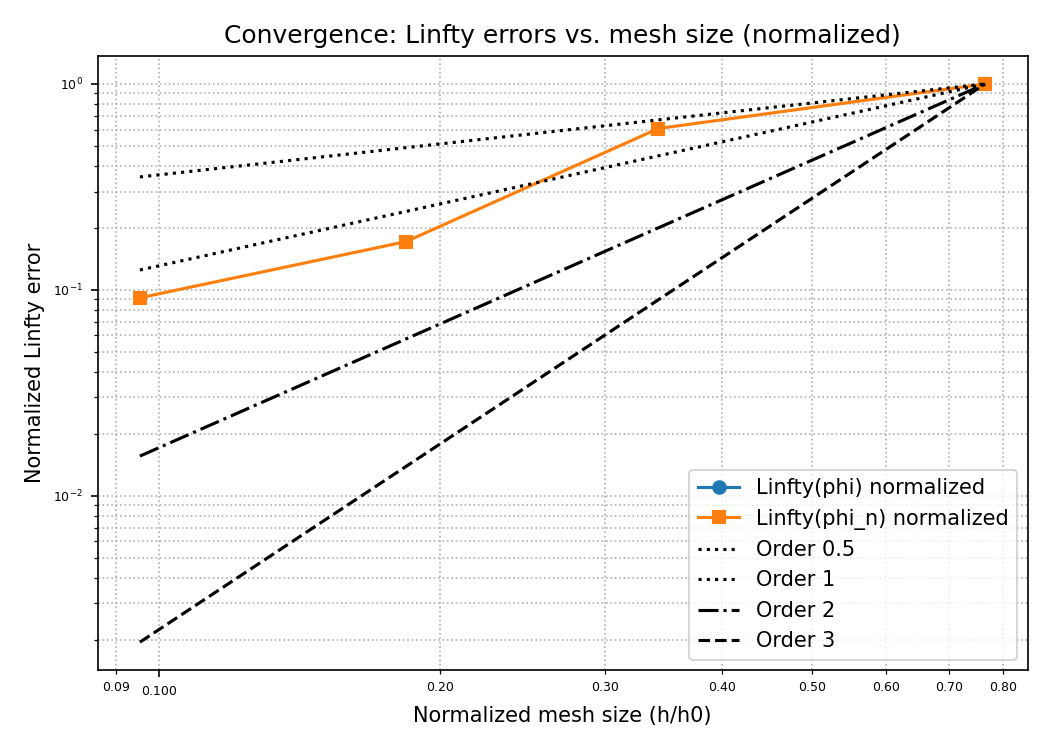 Convergence: Linfty errors vs. mesh size (normalized)
Normalized Linfty error
10⁰
10⁻¹
10⁻²
Linfty(phi) normalized
Linfty(phi_n) normalized
Order 0.5
Order 1
Order 2
Order 3
0.09 0.100 0.20 0.30 0.40 0.50 0.60 0.70 0.80
Normalized mesh size (h/h0)